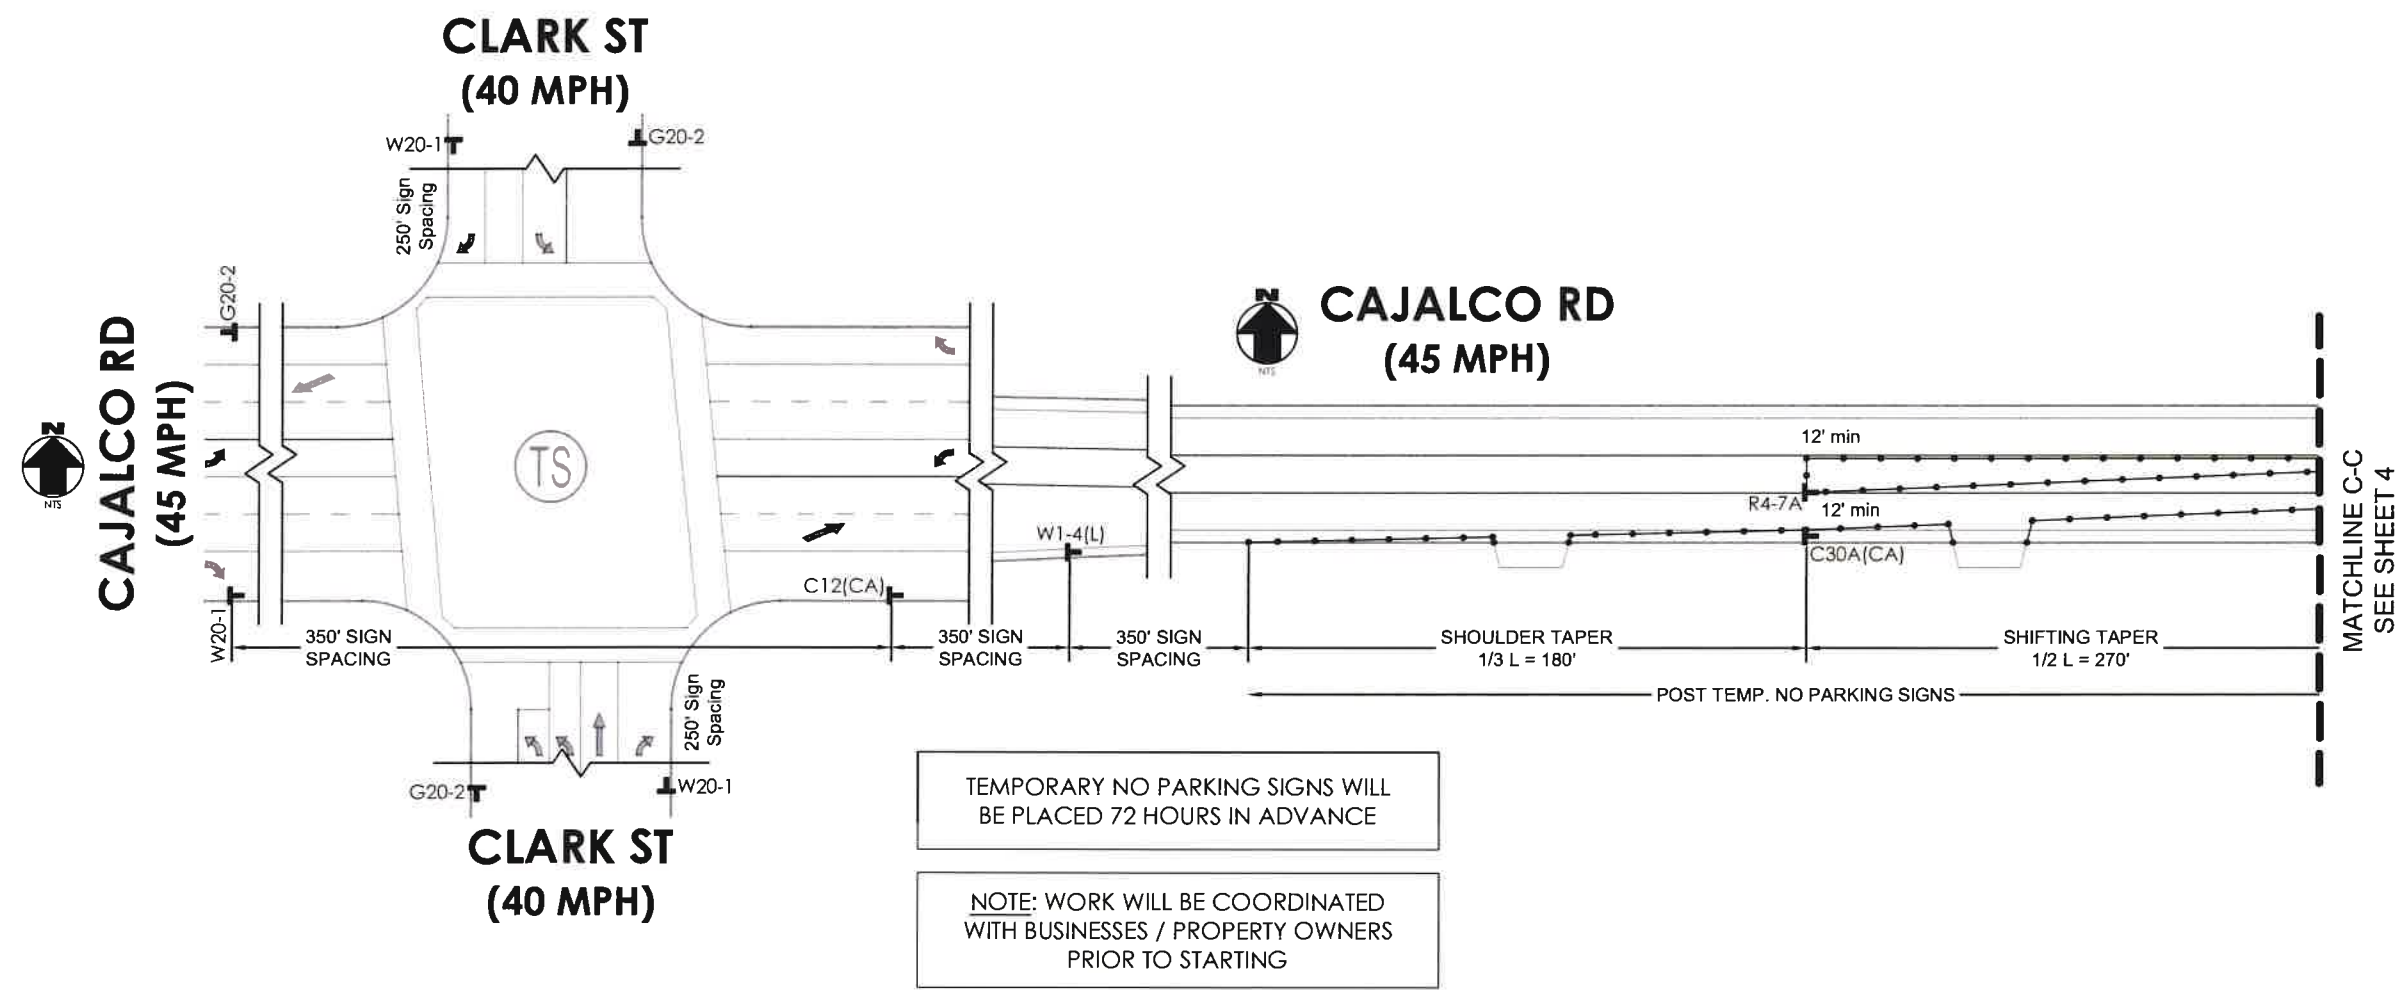 CLARK ST
(40 MPH)
W20-1
G20-2
250' Sign
Spacing
G20-2
CAJALCO RD
(45 MPH)
N
NTS
TS
N
NTS
CAJALCO RD
(45 MPH)
12' min
R4-7A
12' min
W1-4(L)
C30A(CA)
C12(CA)
W20-1
350' SIGN
SPACING
350' SIGN
SPACING
350' SIGN
SPACING
SHOULDER TAPER
1/3 L = 180'
SHIFTING TAPER
1/2 L = 270'
POST TEMP. NO PARKING SIGNS
MATCHLINE C-C
SEE SHEET 4
250' Sign
Spacing
G20-2
W20-1
CLARK ST
(40 MPH)
TEMPORARY NO PARKING SIGNS WILL
BE PLACED 72 HOURS IN ADVANCE
NOTE: WORK WILL BE COORDINATED
WITH BUSINESSES / PROPERTY OWNERS
PRIOR TO STARTING